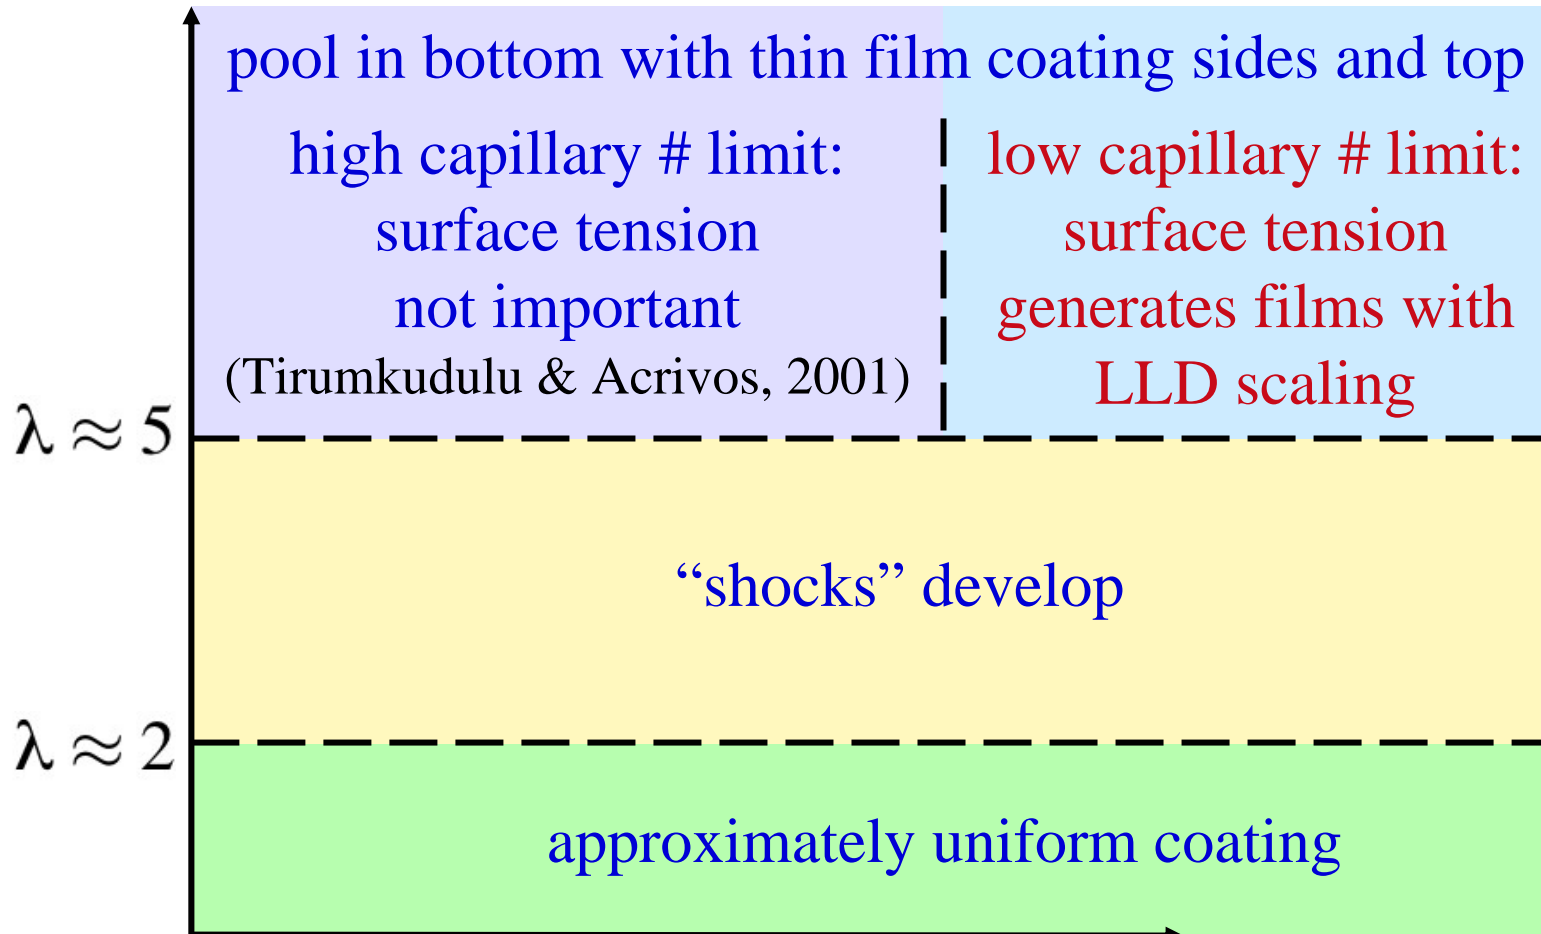 pool in bottom with thin film coating sides and top
high capillary # limit:
surface tension
not important
(Tirumkudulu & Acrivos, 2001)
low capillary # limit:
surface tension
generates films with
LLD scaling
λ ≈ 5
“shocks” develop
λ ≈ 2
approximately uniform coating